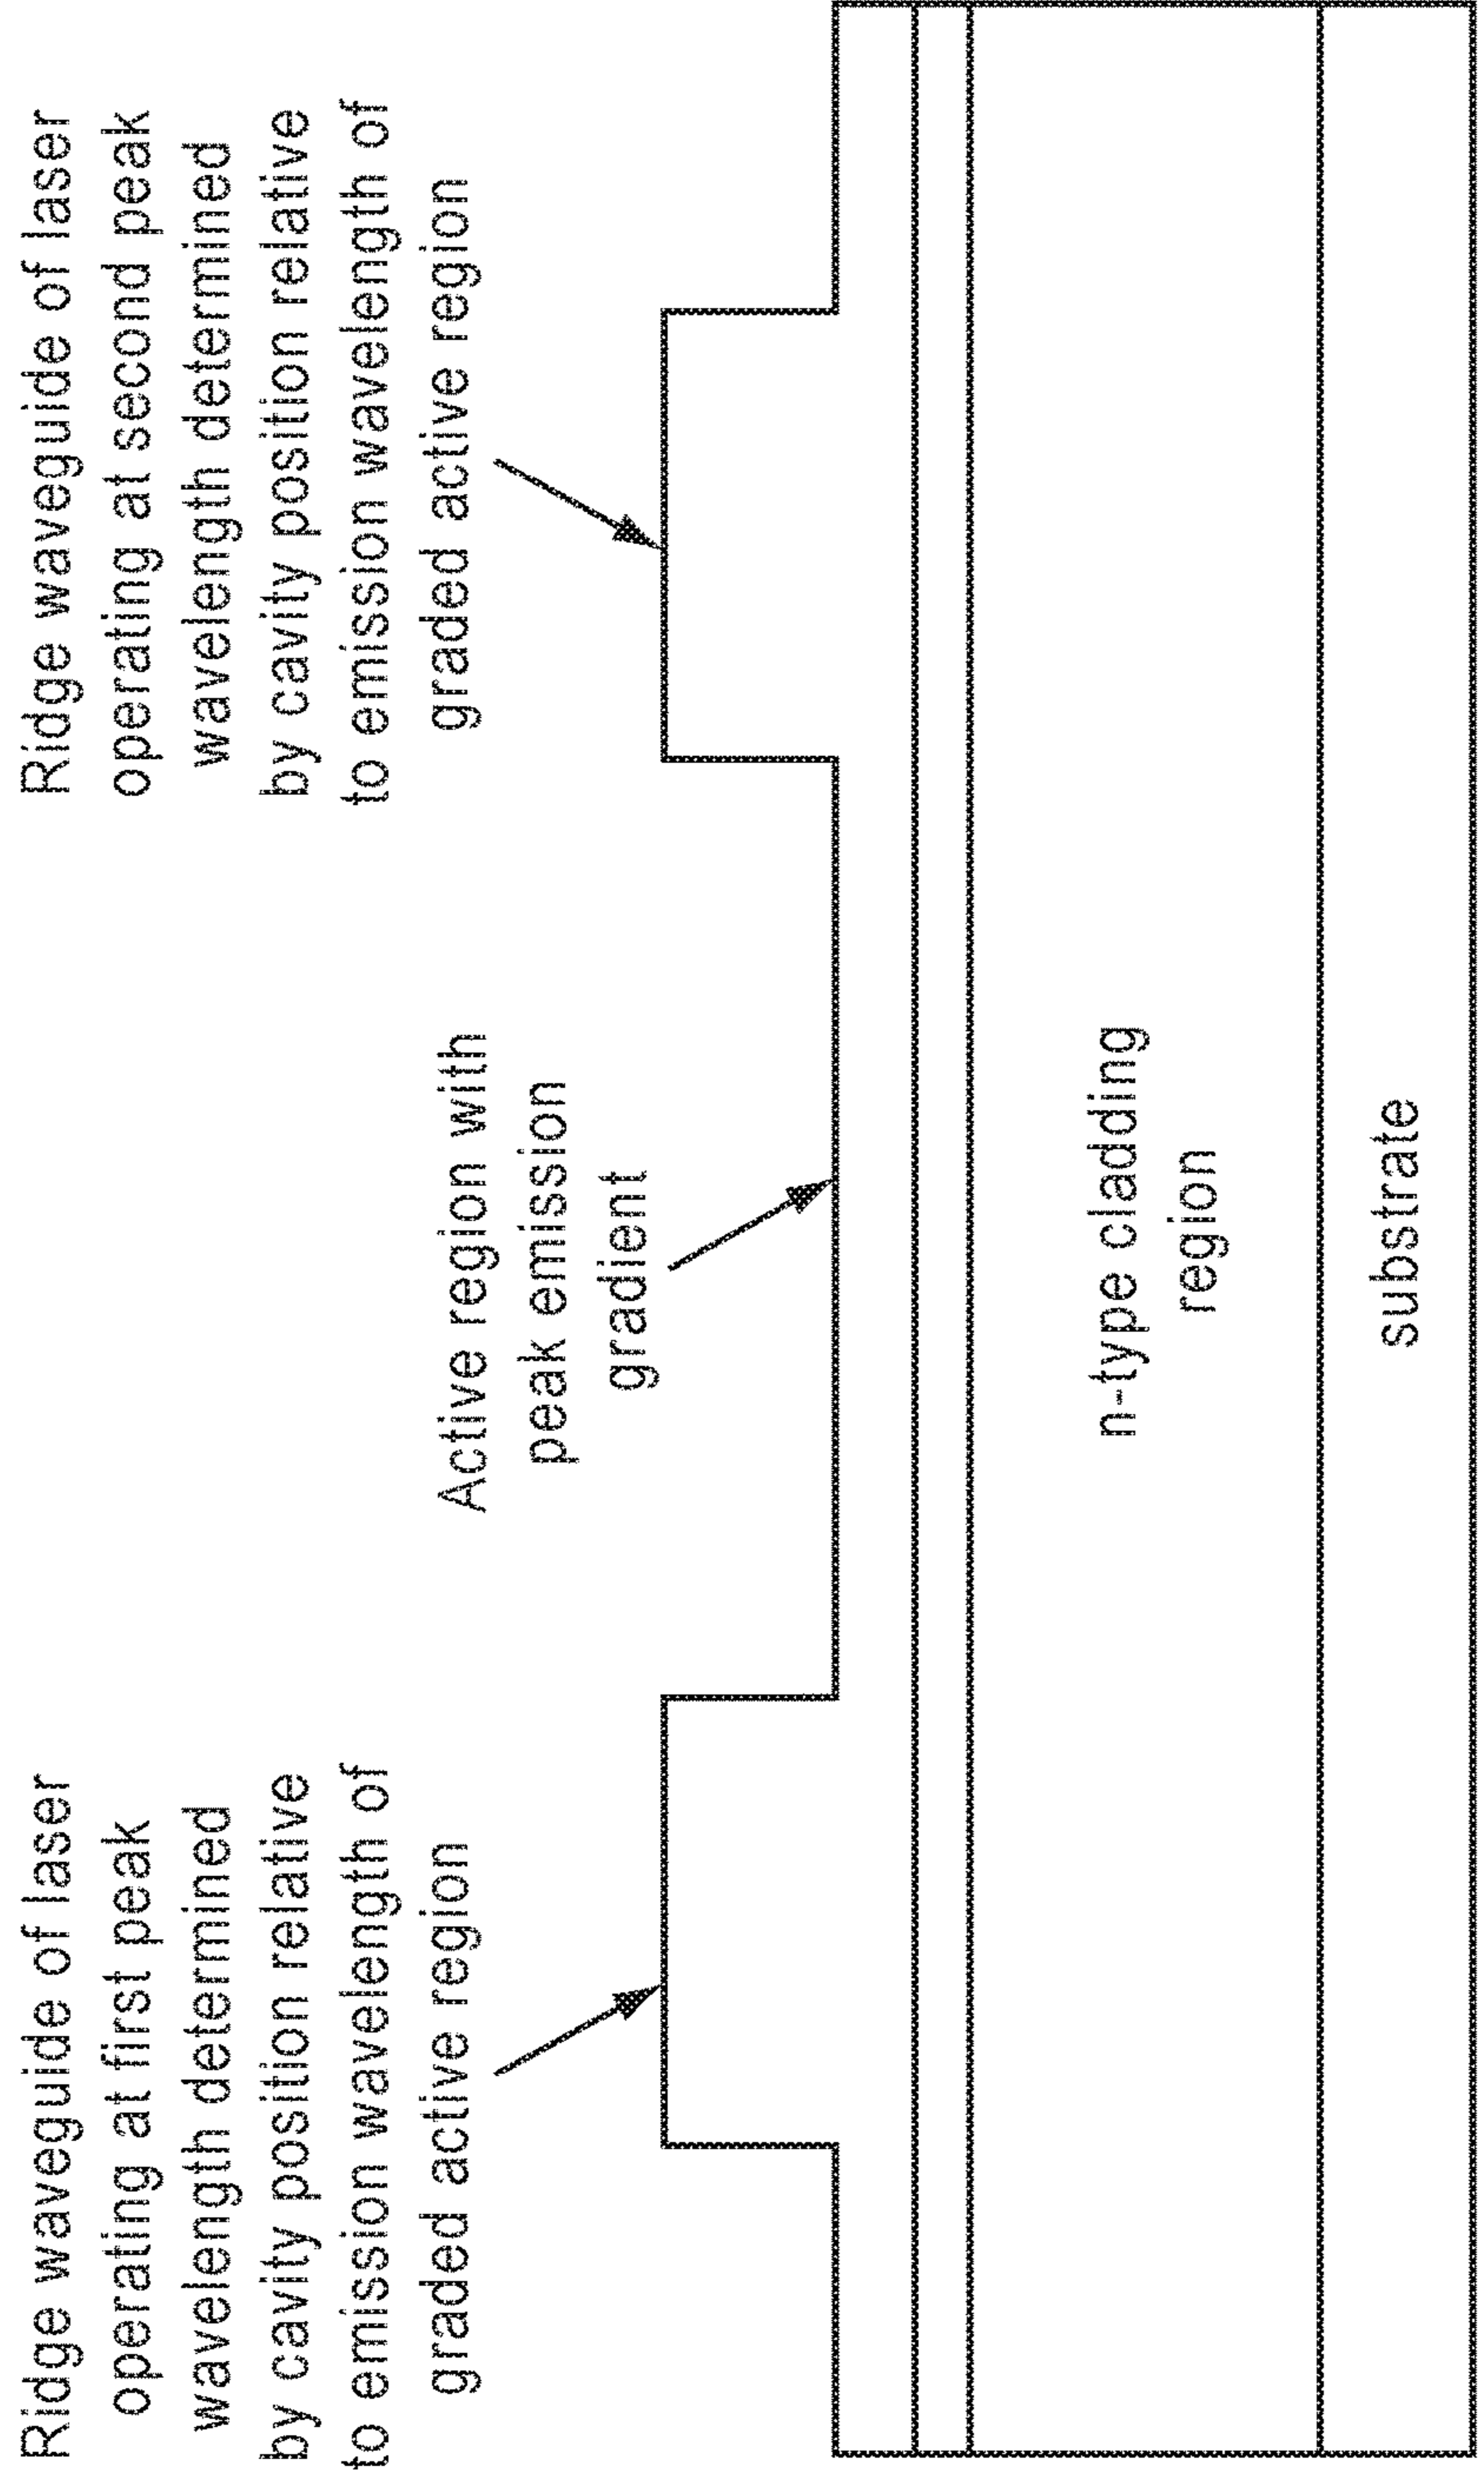 Ridge waveguide of laser
operating at first peak
wavelength determined
by cavity position relative
to emission wavelength of
graded active region
Active region with
peak emission
gradient
Ridge waveguide of laser
operating at second peak
wavelength determined
by cavity position relative
to emission wavelength of
graded active region
n-type cladding
region
substrate